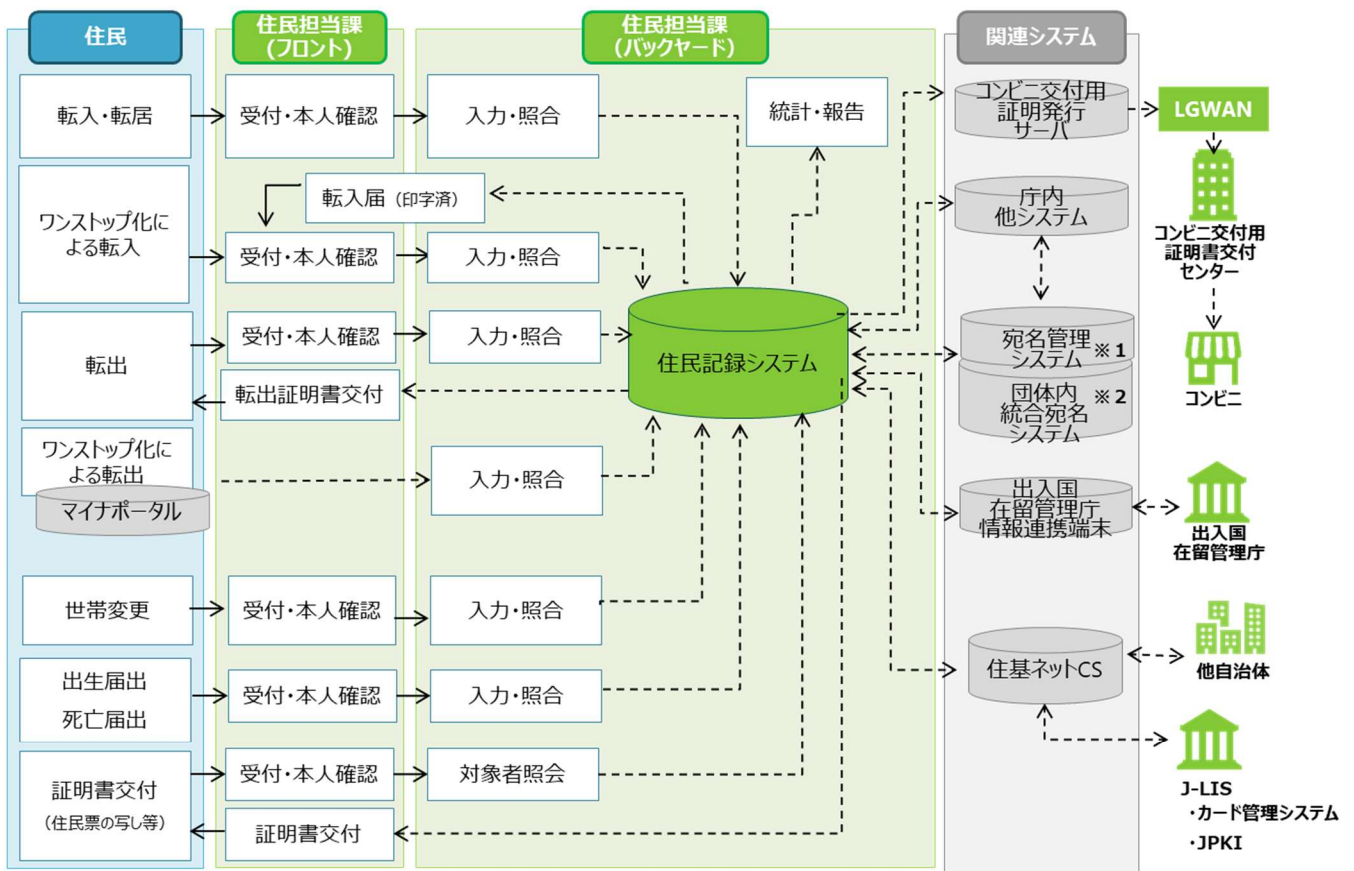 住民
住民担当課
(フロント)
住民担当課
(バックヤード)
関連システム
転入・転居
受付・本人確認
入力・照合
統計・報告
コンビニ交付用
証明発行
サーバ
LGWAN
転入届（印字済）
ワンストップ化に
よる転入
受付・本人確認
入力・照合
庁内
他システム
コンビニ交付用
証明書交付
センター
転出
受付・本人確認
入力・照合
転出証明書交付
住民記録システム
宛名管理
システム
※1
団体内
統合宛名
システム
※2
コンビニ
ワンストップ化に
よる転出
マイナポータル
入力・照合
出入国
在留管理庁
情報連携端末
出入国
在留管理庁
世帯変更
受付・本人確認
入力・照合
住基ネットCS
他自治体
出生届出
死亡届出
受付・本人確認
入力・照合
証明書交付
(住民票の写し等)
受付・本人確認
対象者照会
証明書交付
J-LIS
・カード管理システム
・JPKI